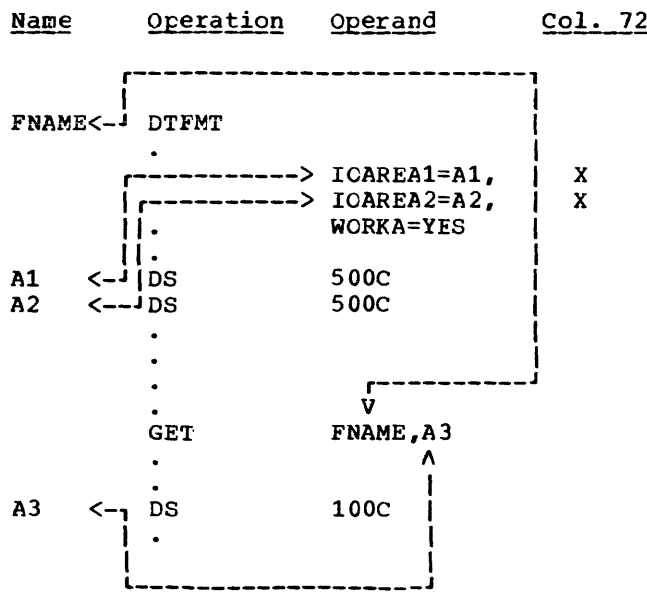 Name Operation Operand Col. 72
FNAME<--- DTFMT
.
-----------> IOAREA1=A1, X
-----------> IOAREA2=A2, X
. WORKA=YES
.
A1 <-- DS 500C
A2 <--- DS 500C
.
.
.
. V
GET FNAME,A3
. ^
.
A3 <-- DS 100C
.